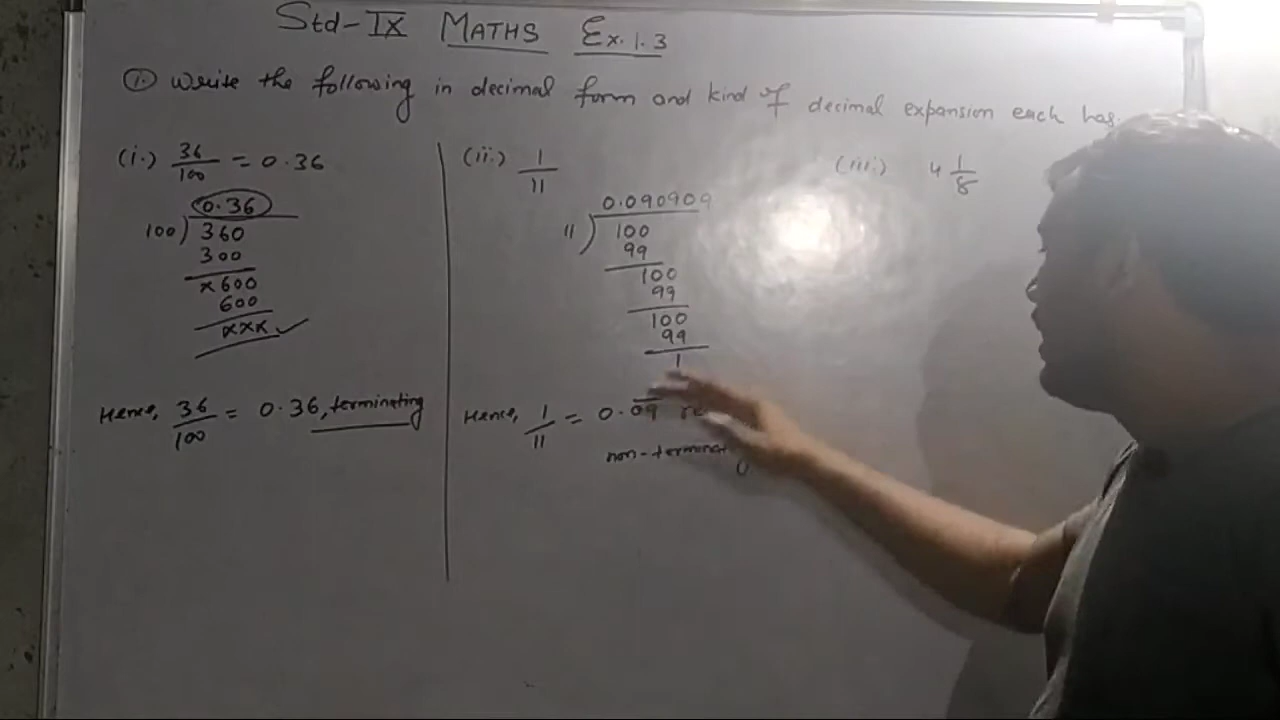 Std-IX MATHS Ex.1.3
1. Write the following in decimal form and kind of decimal expansion each has.
(i.) 36/100 = 0.36
0.36
100 ) 360
300
x600
600
xxx ✓
Hence, 36/100 = 0.36, terminating
(ii.) 1/11
0.090909
11 ) 100
99
100
99
100
99
1
Hence, 1/11 = 0.0̅9̅
(iii.) 4 1/8